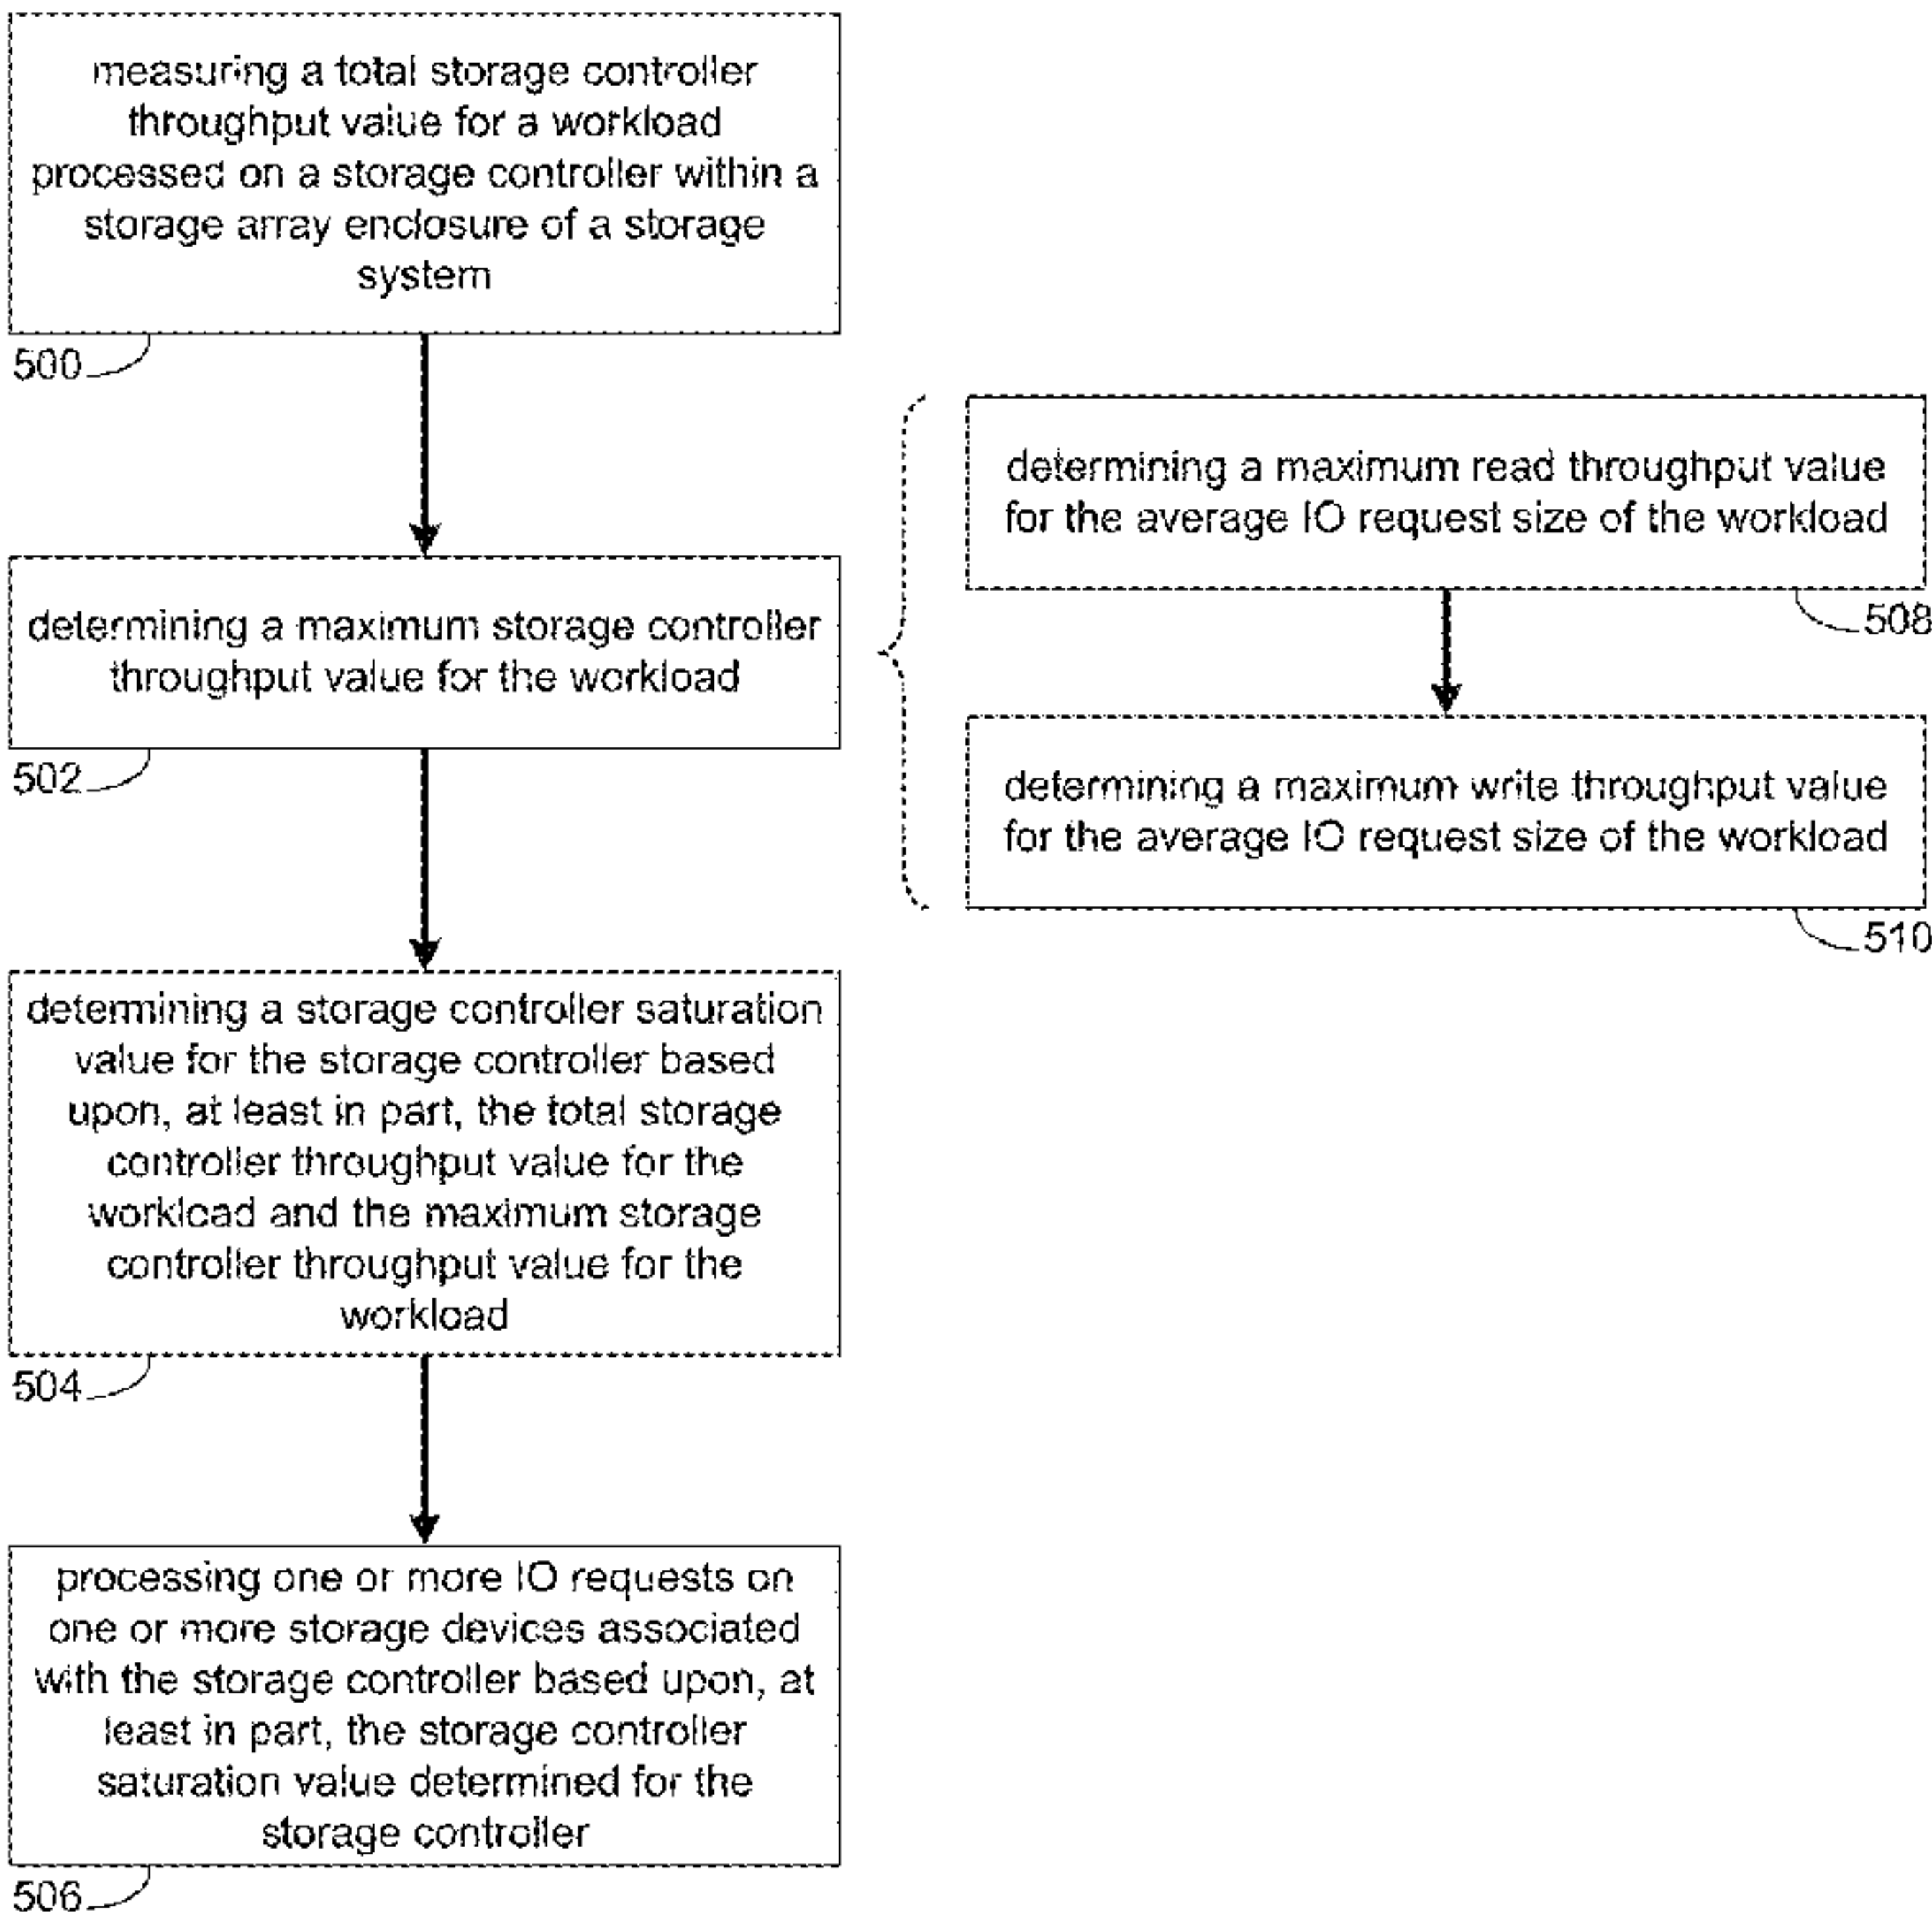 measuring a total storage controller
throughput value for a workload
processed on a storage controller within a
storage array enclosure of a storage
system
500
determining a maximum storage controller
throughput value for the workload
502
determining a maximum read throughput value
for the average IO request size of the workload
508
determining a maximum write throughput value
for the average IO request size of the workload
510
determining a storage controller saturation
value for the storage controller based
upon, at least in part, the total storage
controller throughput value for the
workload and the maximum storage
controller throughput value for the
workload
504
processing one or more IO requests on
one or more storage devices associated
with the storage controller based upon, at
least in part, the storage controller
saturation value determined for the
storage controller
506